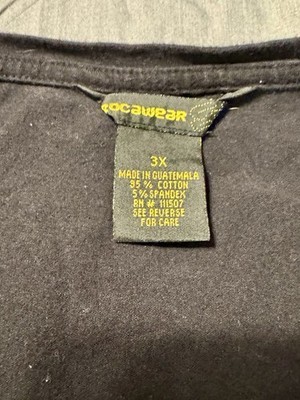 rocawear
3X
MADE IN GUATEMALA
95 % COTTON
5 % SPANDEX
RN # 111507
SEE REVERSE
FOR CARE